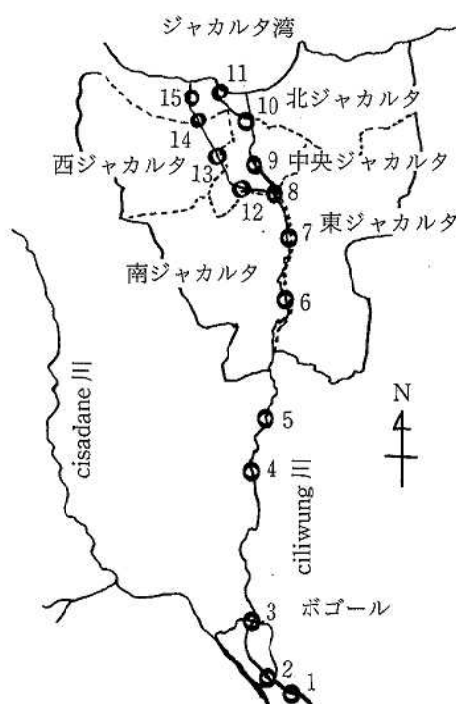 ジャカルタ湾
11
15
10
北ジャカルタ
14
西ジャカルタ
13
9
中央ジャカルタ
12
8
東ジャカルタ
7
南ジャカルタ
6
N
5
4
cisadane川
ciliwung川
3
ボゴール
2
1